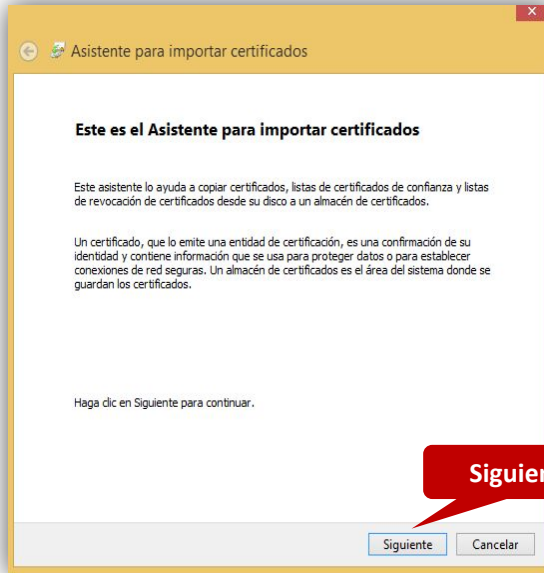 Asistente para importar certificados
Este es el Asistente para importar certificados
Este asistente lo ayuda a copiar certificados, listas de certificados de confianza y listas
de revocación de certificados desde su disco a un almacén de certificados.
Un certificado, que lo emite una entidad de certificación, es una confirmación de su
identidad y contiene información que se usa para proteger datos o para establecer
conexiones de red seguras. Un almacén de certificados es el área del sistema donde se
guardan los certificados.
Haga clic en Siguiente para continuar.
Siguien
Siguiente Cancelar